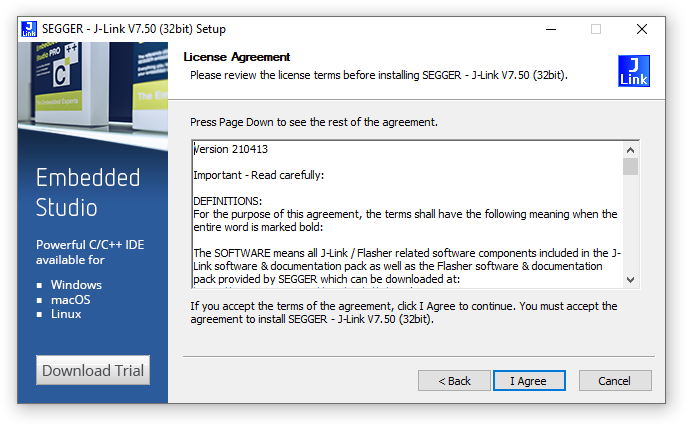 SEGGER - J-Link V7.50 (32bit) Setup
License Agreement
Please review the license terms before installing SEGGER - J-Link V7.50 (32bit).
J
Link
Embedded
Studio
Powerful C/C++ IDE
available for
Windows
macOS
Linux
Download Trial
Press Page Down to see the rest of the agreement.
Version 210413
Important - Read carefully:
DEFINITIONS:
For the purpose of this agreement, the terms shall have the following meaning when the
entire word is marked bold:
The SOFTWARE means all J-Link / Flasher related software components included in the J-
Link software & documentation pack as well as the Flasher software & documentation
pack provided by SEGGER which can be downloaded at:
If you accept the terms of the agreement, click I Agree to continue. You must accept the
agreement to install SEGGER - J-Link V7.50 (32bit).
< Back
I Agree
Cancel